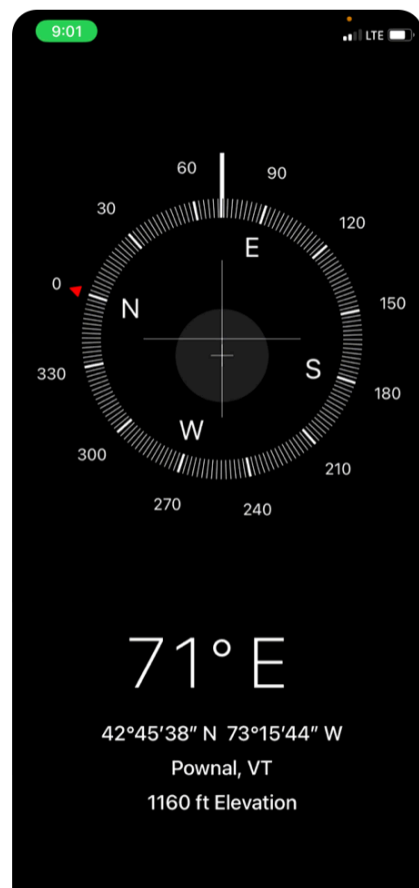 9:01 LTE
60 90
30 120
E
0 150
N
S
330 180
W
300 210
270 240
71° E
42°45′38″ N 73°15′44″ W
Pownal, VT
1160 ft Elevation